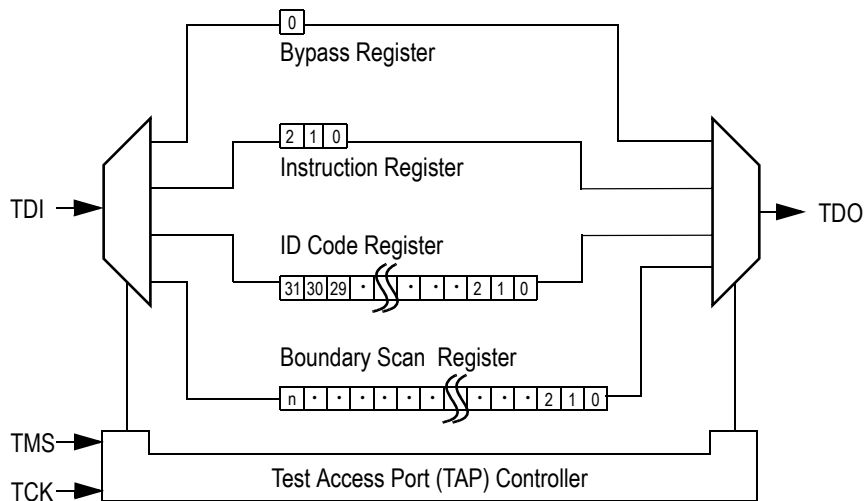 0
Bypass Register
2 1 0
Instruction Register
TDI
TDO
ID Code Register
31 30 29 · · · · 2 1 0
Boundary Scan Register
n · · · · · · · · · 2 1 0
TMS
TCK
Test Access Port (TAP) Controller